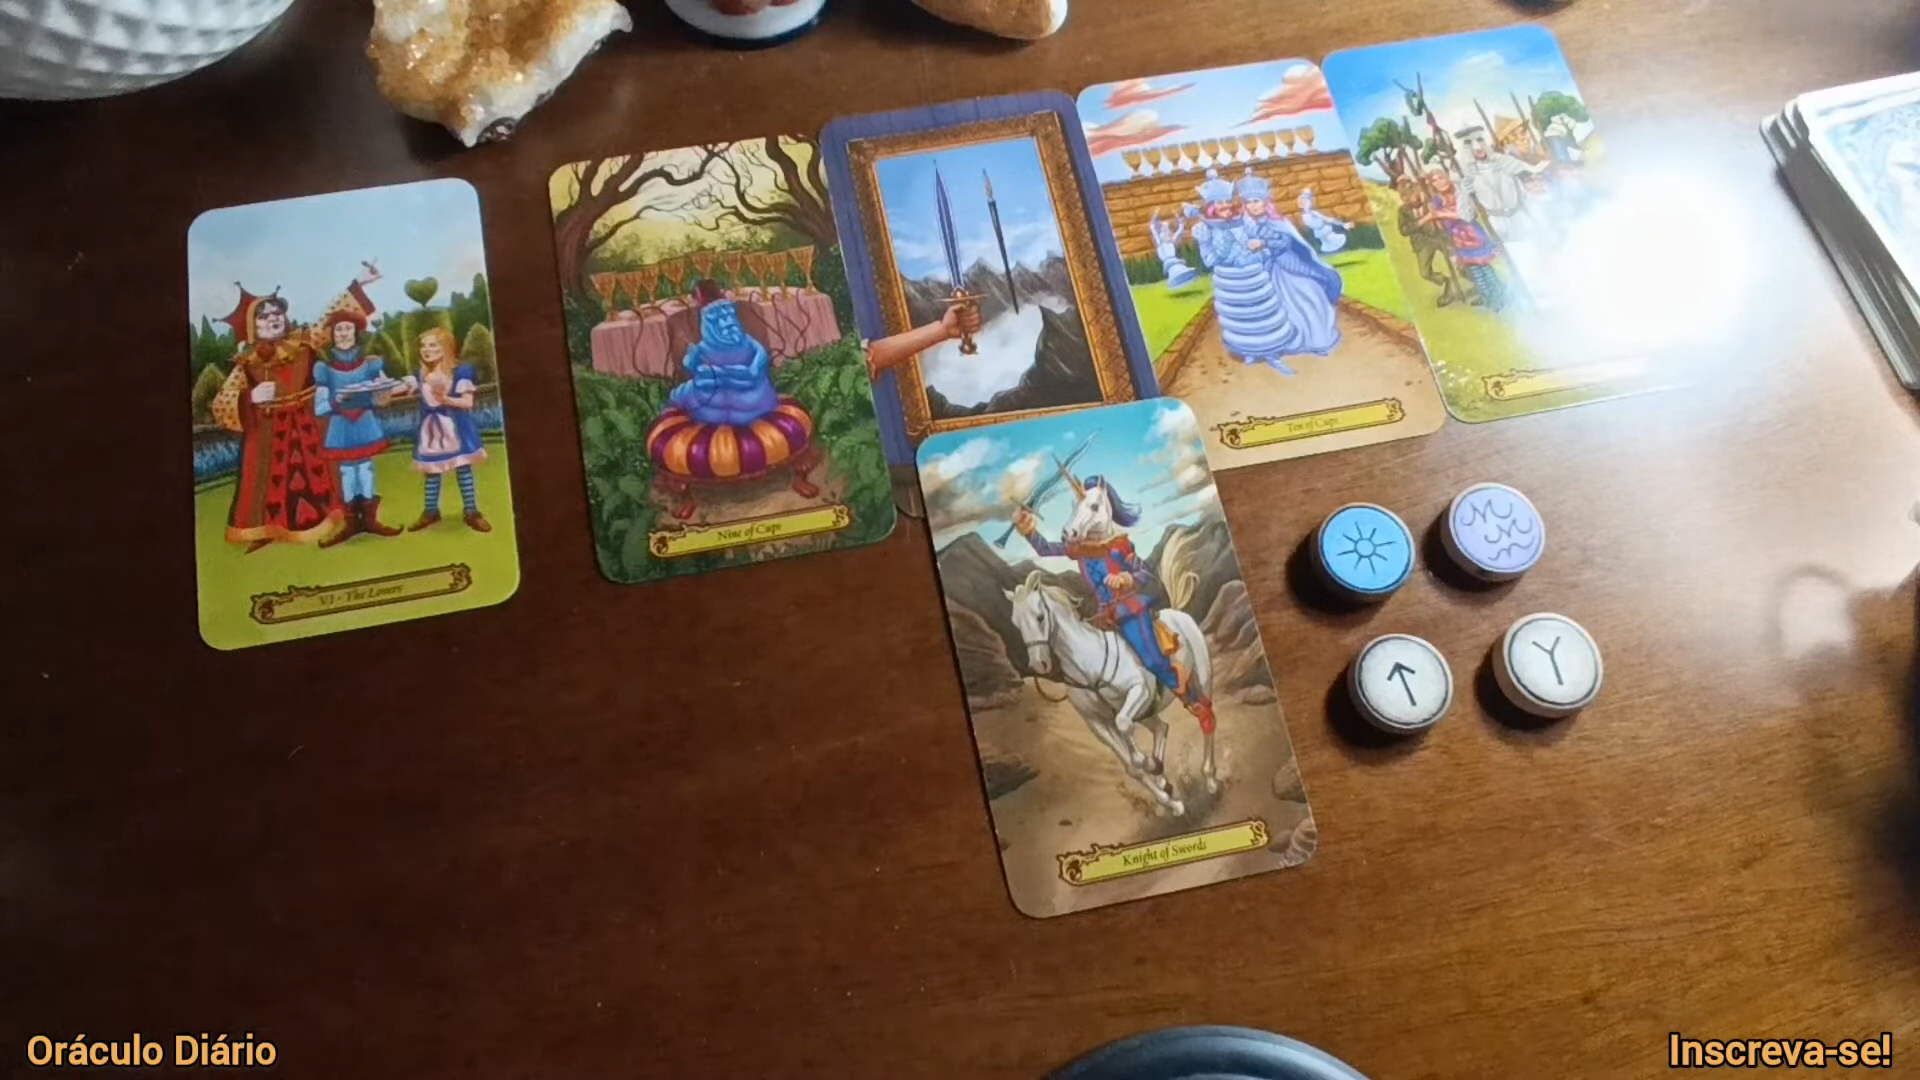 VI - The Lovers
Nine of Cups
Ten of Cups
Knight of Swords
Y
Oráculo Diário
Inscreva-se!